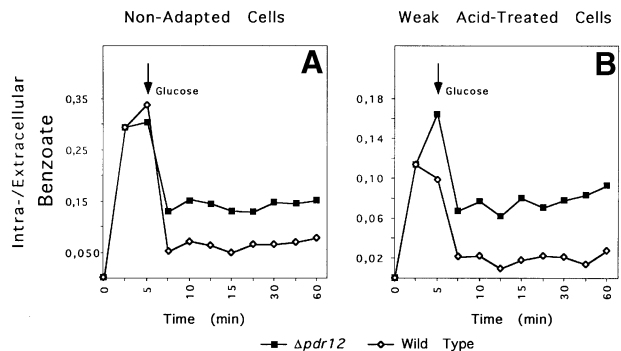 Non-Adapted Cells
Weak Acid-Treated Cells
A
B
Glucose
Glucose
Intra-/Extracellular
Benzoate
0,35
0,25
0,15
0,050
0,18
0,14
0,10
0,06
0,02
0 5 10 15 30 60
0 5 10 15 30 60
Time (min)
Time (min)
Δpdr12
Wild Type